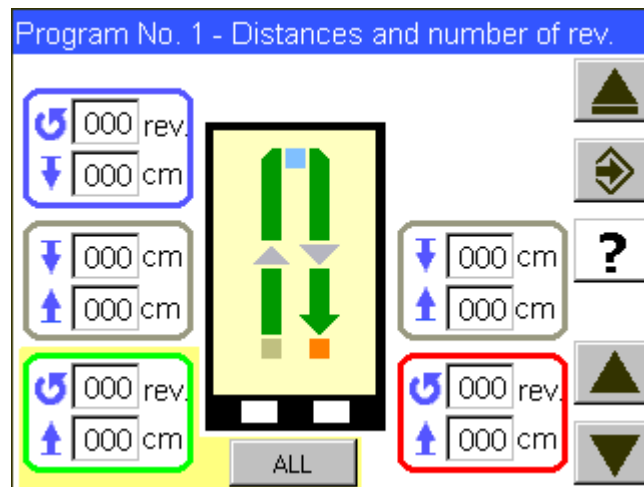 Program No. 1 - Distances and number of rev.
000 rev.
000 cm
000 cm
000 cm
000 rev.
000 cm
000 cm
000 cm
000 rev.
000 cm
ALL
?